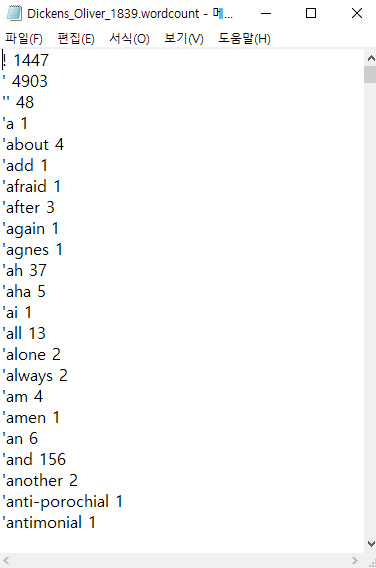 Dickens_Oliver_1839.wordcount - 메...
파일(F) 편집(E) 서식(O) 보기(V) 도움말(H)
! 1447
' 4903
'' 48
'a 1
'about 4
'add 1
'afraid 1
'after 3
'again 1
'agnes 1
'ah 37
'aha 5
'ai 1
'all 13
'alone 2
'always 2
'am 4
'amen 1
'an 6
'and 156
'another 2
'anti-porochial 1
'antimonial 1